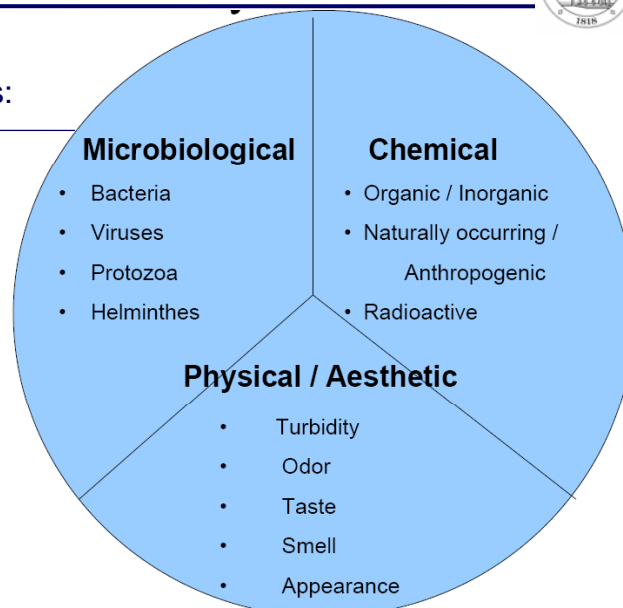 1818
s:
Microbiological
• Bacteria
• Viruses
• Protozoa
• Helminthes
Chemical
• Organic / Inorganic
• Naturally occurring /
Anthropogenic
• Radioactive
Physical / Aesthetic
• Turbidity
• Odor
• Taste
• Smell
• Appearance